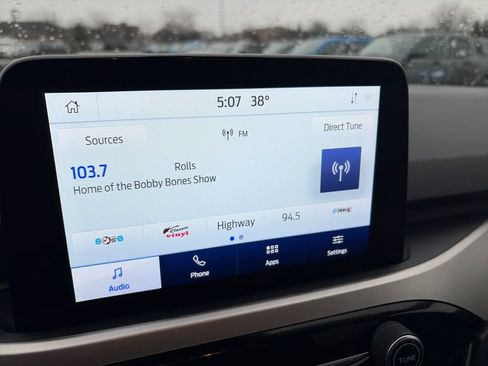 5:07 38°
Sources
FM
Direct Tune
103.7
Rolls
Home of the Bobby Bones Show
80s8
Classic
vinyl
Highway
94.5
Audio
Phone
Apps
Settings
TUNE